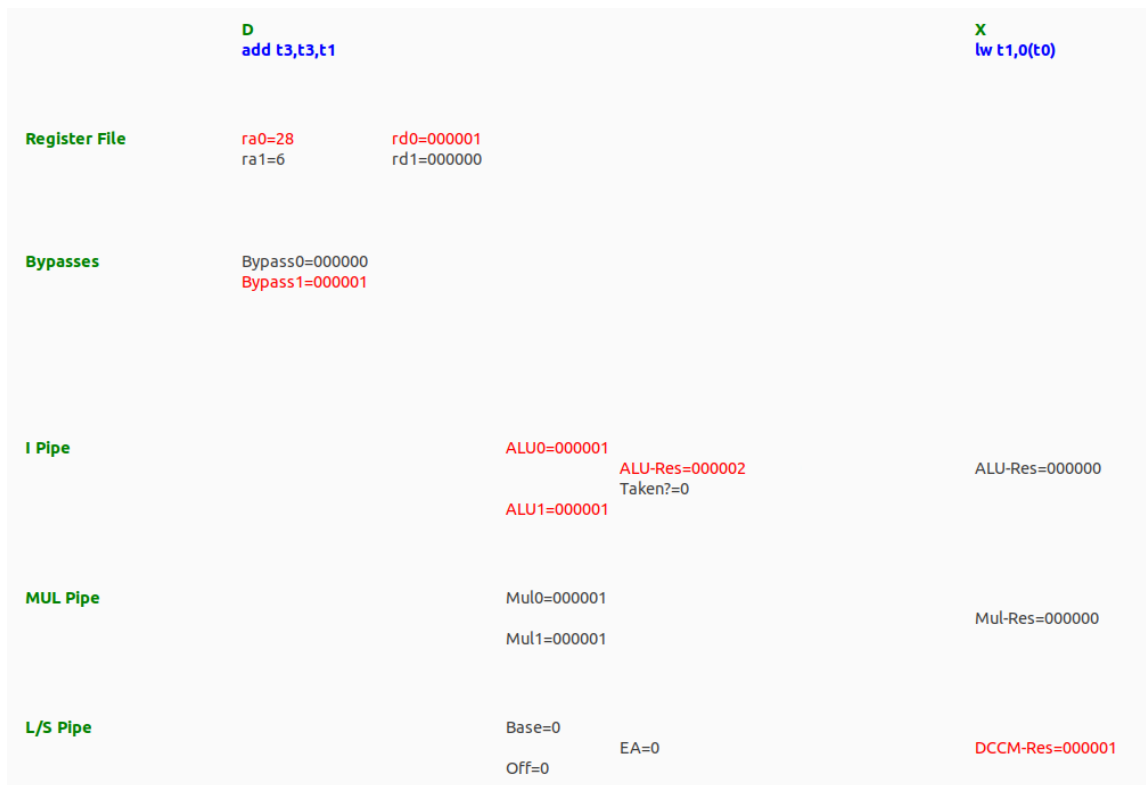 D
add t3,t3,t1
X
lw t1,0(t0)
Register File
ra0=28
rd0=000001
ra1=6
rd1=000000
Bypasses
Bypass0=000000
Bypass1=000001
I Pipe
ALU0=000001
ALU-Res=000002
ALU-Res=000000
Taken?=0
ALU1=000001
MUL Pipe
Mul0=000001
Mul-Res=000000
Mul1=000001
L/S Pipe
Base=0
EA=0
DCCM-Res=000001
Off=0